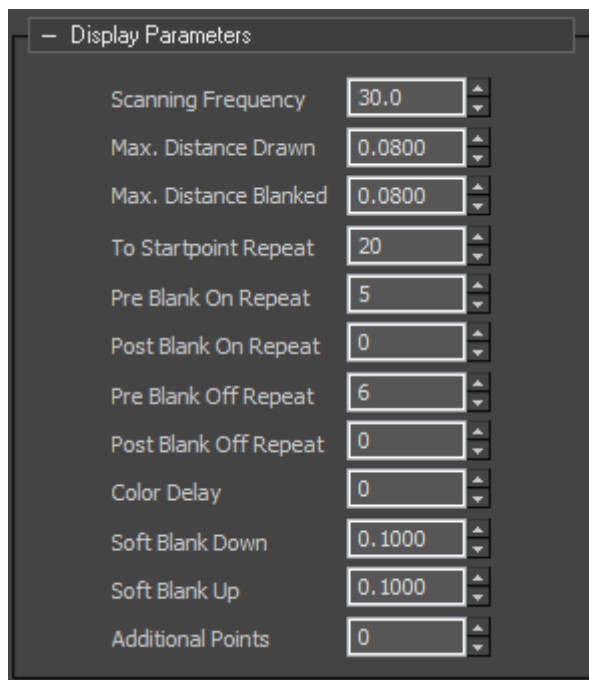 – Display Parameters
Scanning Frequency 30.0
Max. Distance Drawn 0.0800
Max. Distance Blanked 0.0800
To Startpoint Repeat 20
Pre Blank On Repeat 5
Post Blank On Repeat 0
Pre Blank Off Repeat 6
Post Blank Off Repeat 0
Color Delay 0
Soft Blank Down 0.1000
Soft Blank Up 0.1000
Additional Points 0